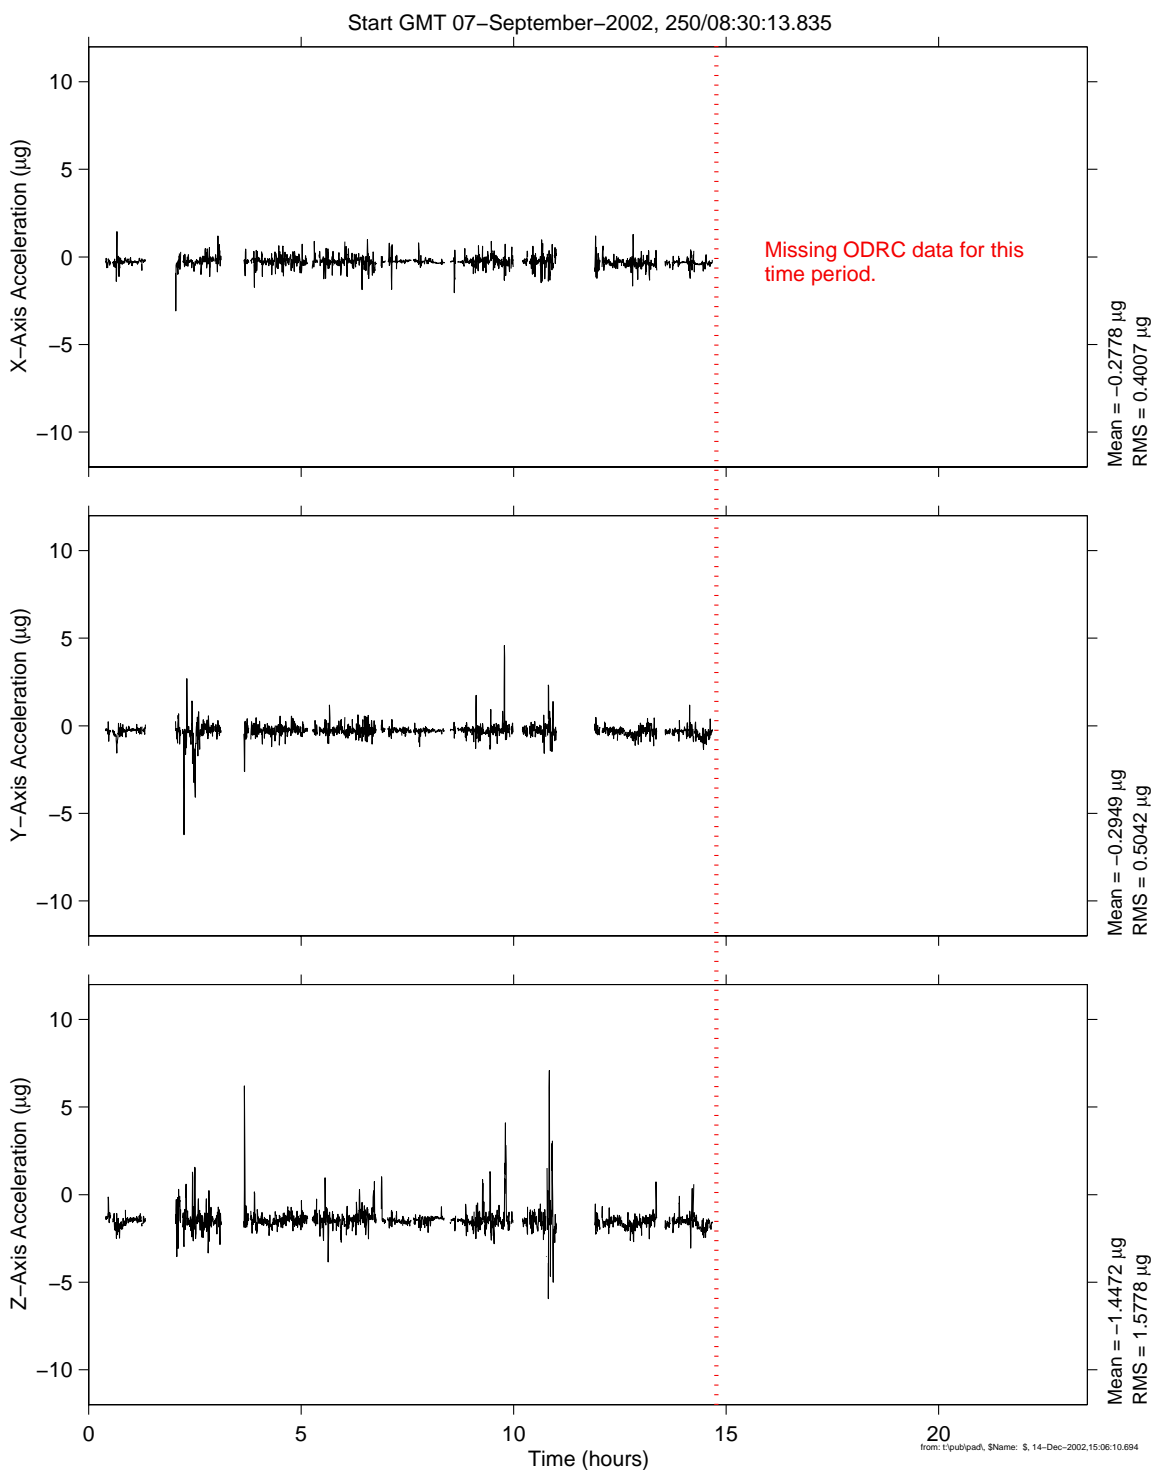 Start GMT 07−September−2002, 250/08:30:13.835
10
5
0
−5
−10
X−Axis Acceleration (μg)
Missing ODRC data for this
time period.
Mean = −0.2778 μg
RMS = 0.4007 μg
10
5
0
−5
−10
Y−Axis Acceleration (μg)
Mean = −0.2949 μg
RMS = 0.5042 μg
10
5
0
−5
−10
Z−Axis Acceleration (μg)
Mean = −1.4472 μg
RMS = 1.5778 μg
0 5 10 15 20
Time (hours)
from: t:\pub\pad\, $Name:  $, 14−Dec−2002,15:06:10.694